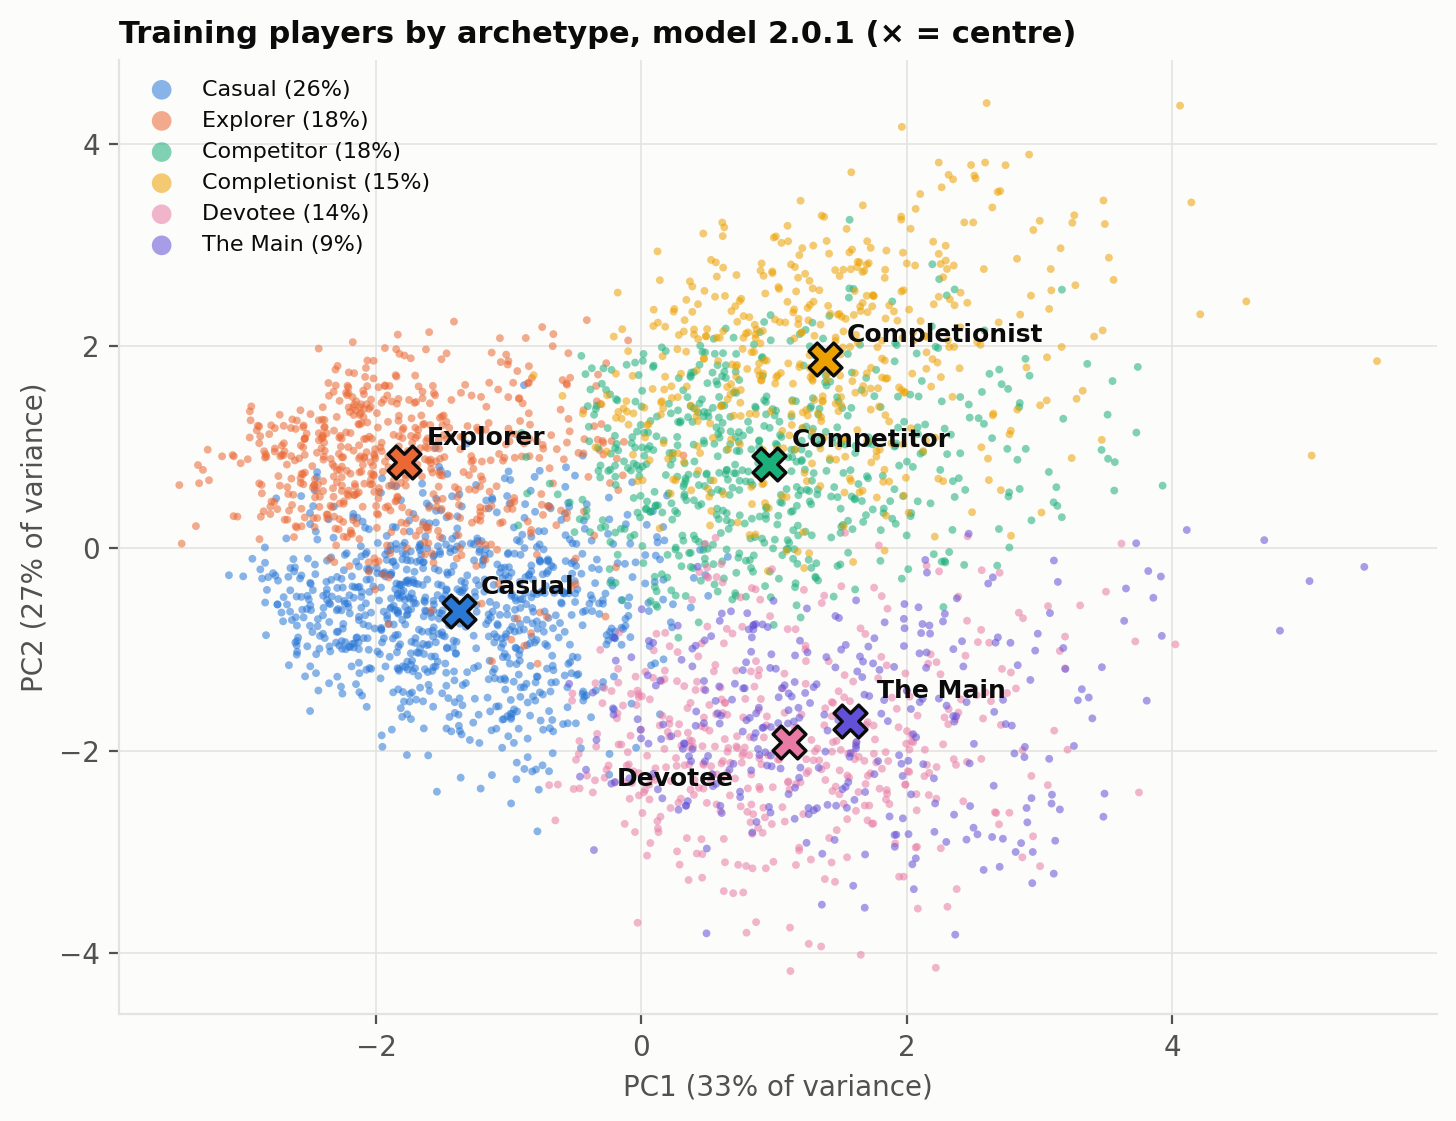 Training players by archetype, model 2.0.1 (× = centre)
Casual (26%)
Explorer (18%)
Competitor (18%)
Completionist (15%)
Devotee (14%)
The Main (9%)
4
2
0
−2
−4
PC2 (27% of variance)
Completionist
Explorer
Competitor
Casual
The Main
Devotee
−2
0
2
4
PC1 (33% of variance)